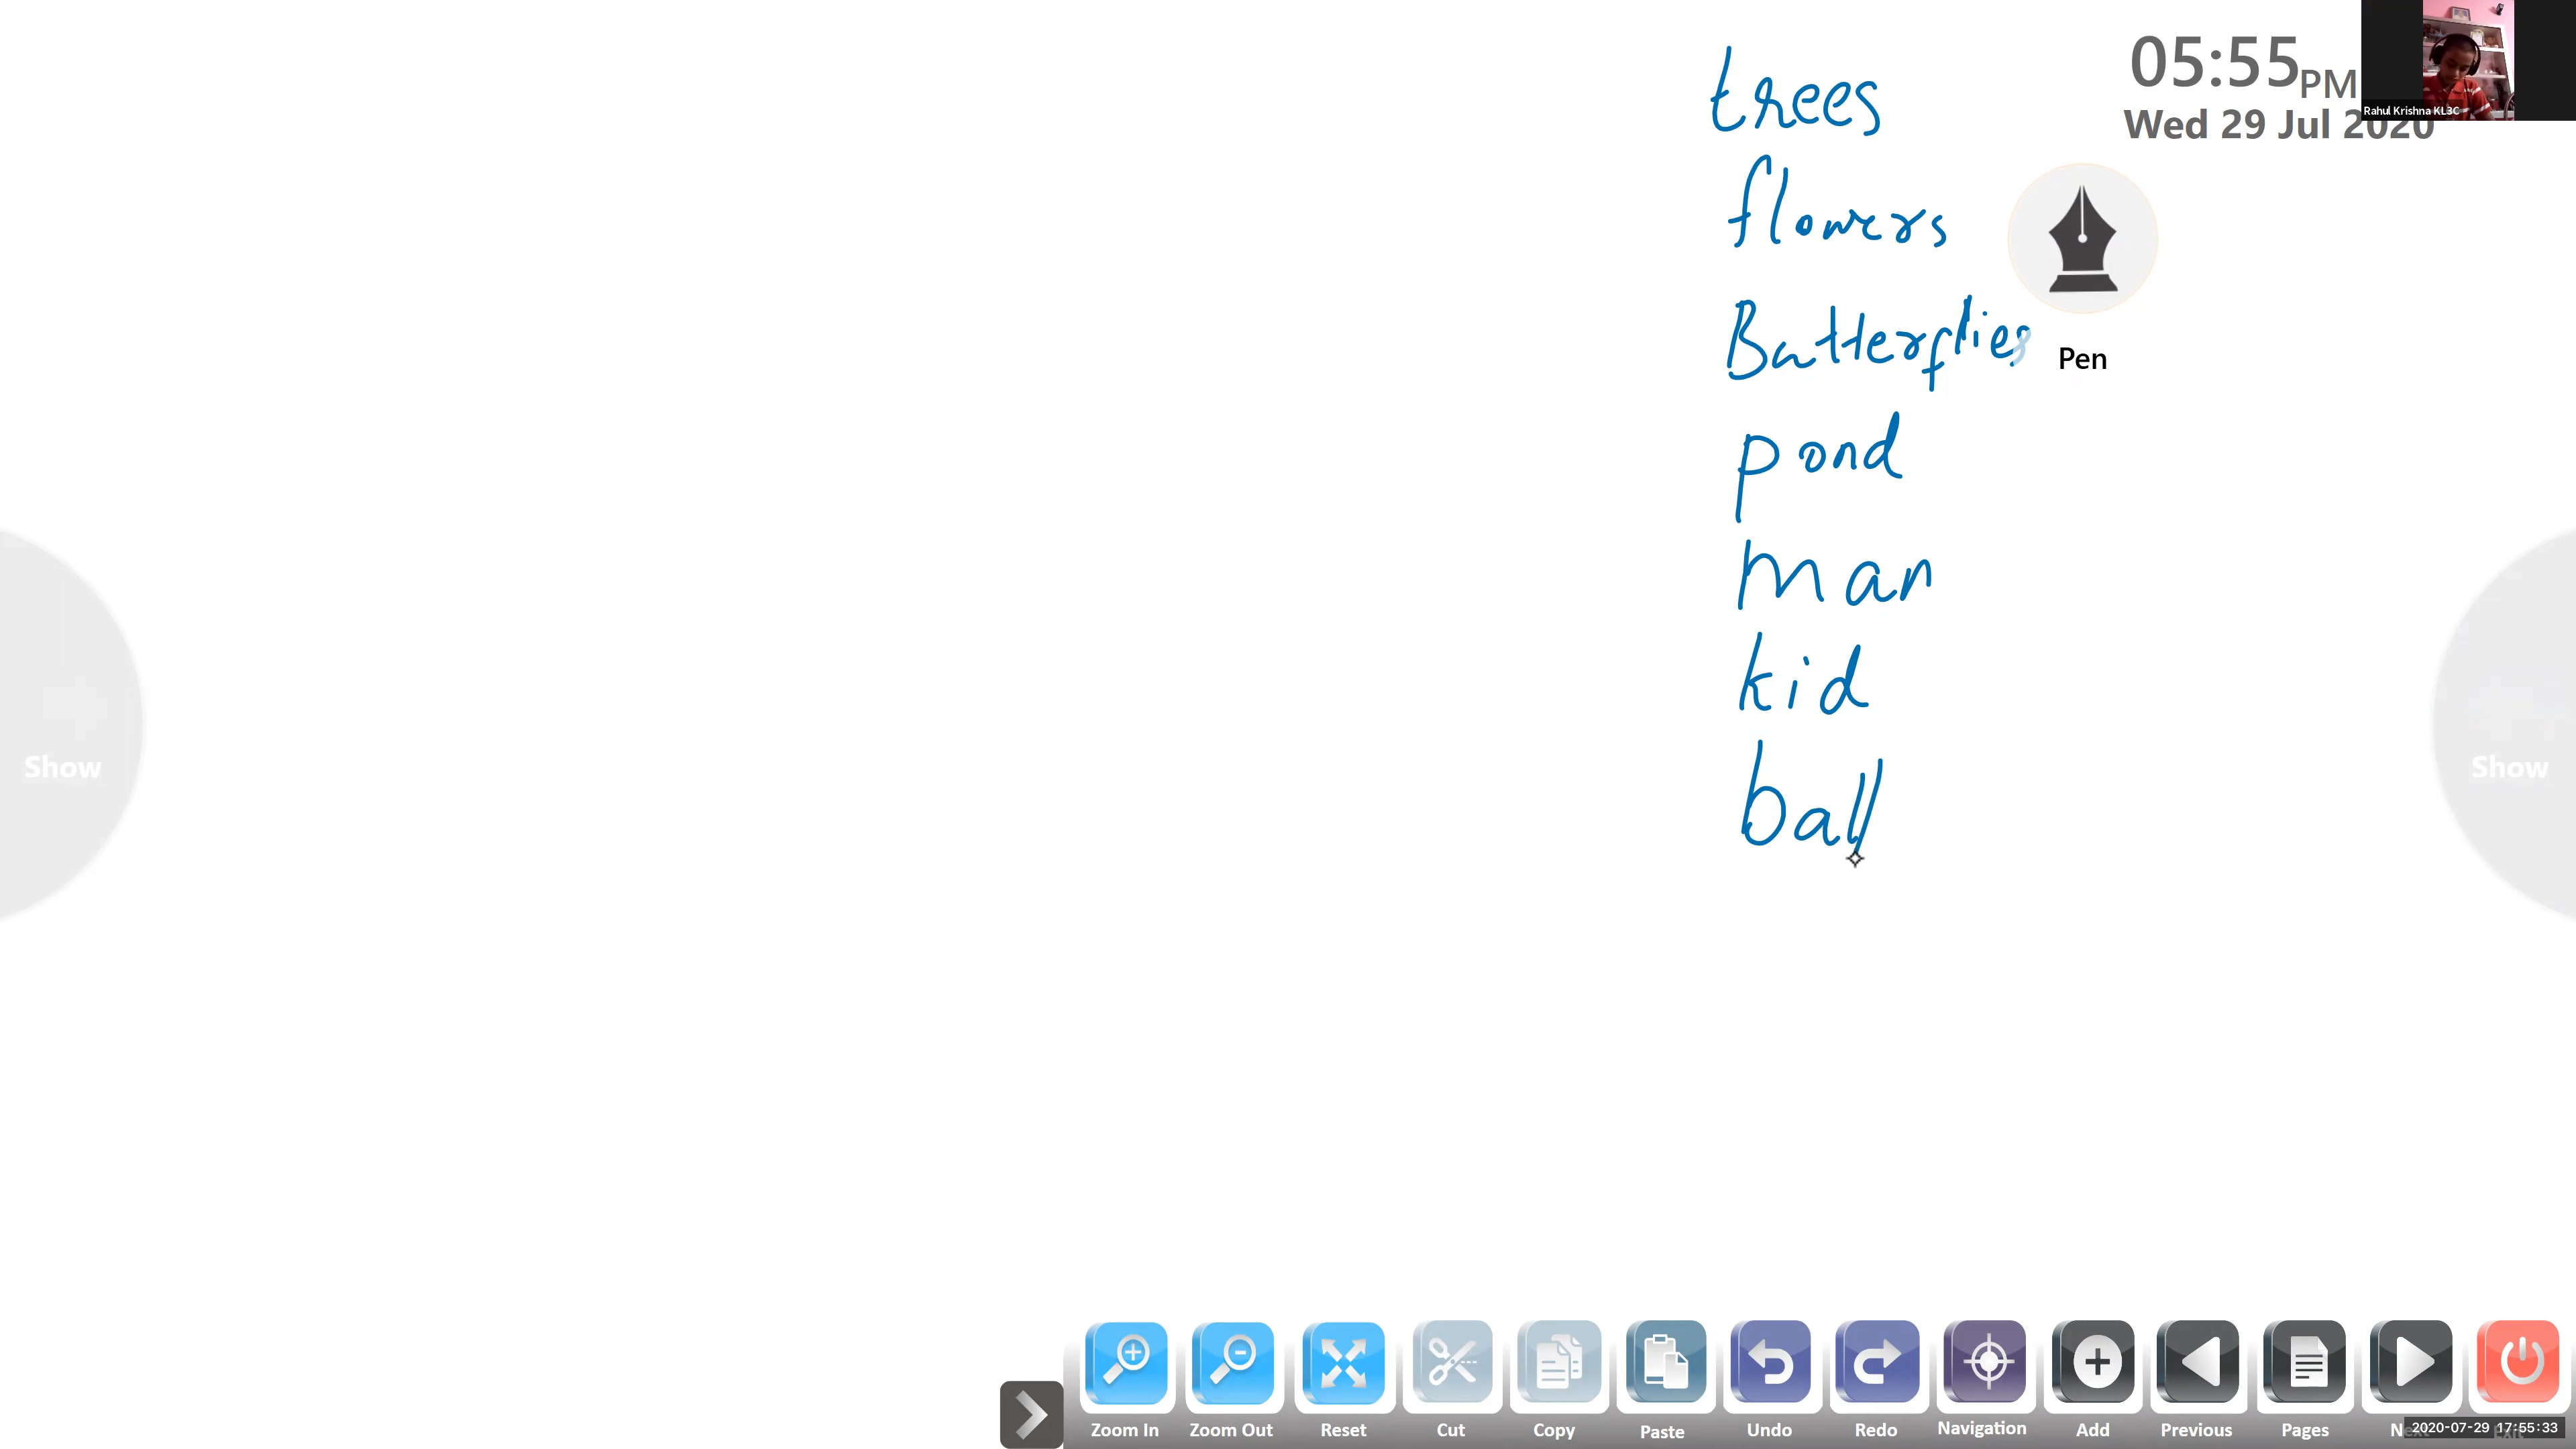 05:55PM
Wed 29 Jul 2020
Rahul Krishna KL3C
trees
flowers
Butterflies
Pen
pond
man
kid
ball
Show
Show
Zoom In Zoom Out Reset Cut Copy Paste Undo Redo Navigation Add Previous Pages
2020-07-29 17:55:33